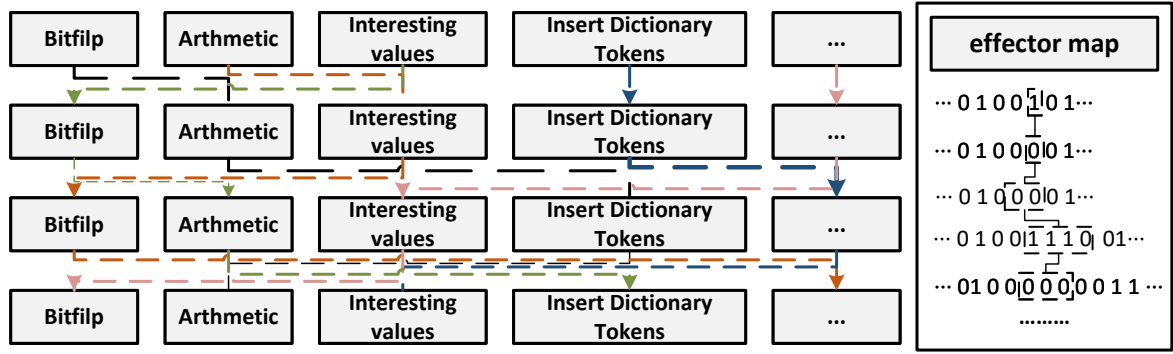 Bitfilp
Arthmetic
Interesting
values
Insert Dictionary
Tokens
...
Bitfilp
Arthmetic
Interesting
values
Insert Dictionary
Tokens
...
Bitfilp
Arthmetic
Interesting
values
Insert Dictionary
Tokens
...
Bitfilp
Arthmetic
Interesting
values
Insert Dictionary
Tokens
...
effector map
··· 0 1 0 0 1 0 1···
··· 0 1 0 0 0 0 1···
··· 0 1 0 0 0 0 1···
··· 0 1 0 0 1 1 1 0 01···
··· 01 0 0 0 0 0 0 0 1 1 ···
………